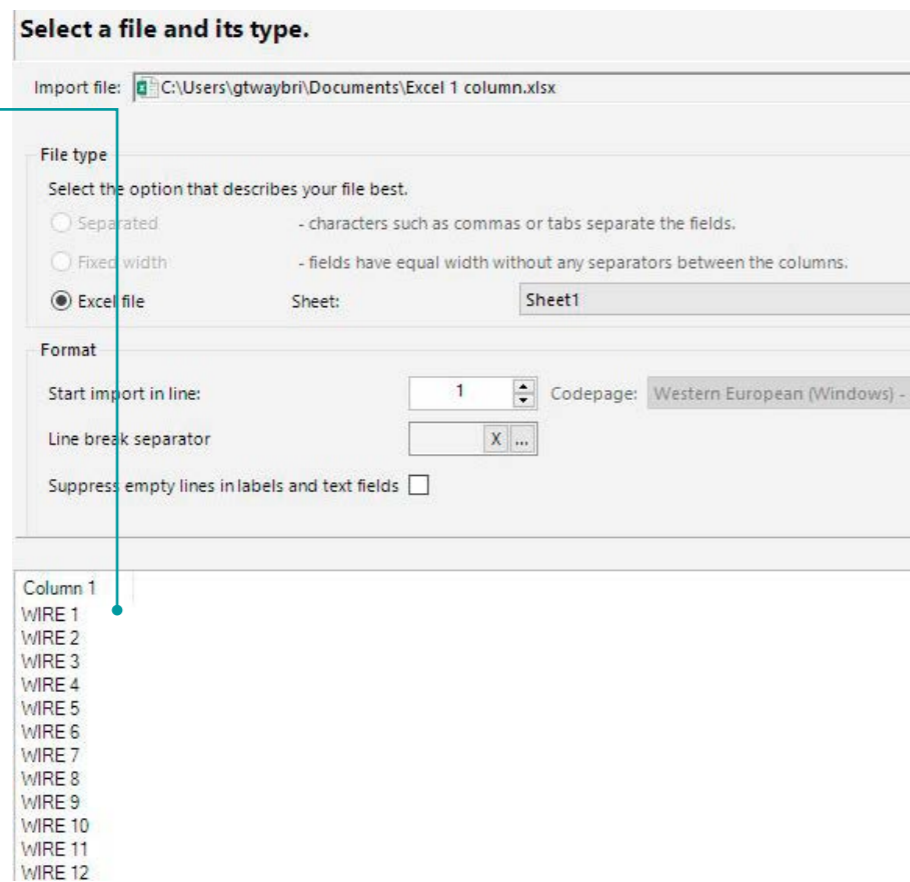 Select a file and its type.
Import file: C:\Users\gtwaybri\Documents\Excel 1 column.xlsx
File type
Select the option that describes your file best.
Separated - characters such as commas or tabs separate the fields.
Fixed width - fields have equal width without any separators between the columns.
Excel file Sheet: Sheet1
Format
Start import in line: 1 Codepage: Western European (Windows) -
Line break separator X ...
Suppress empty lines in labels and text fields
Column 1
WIRE 1
WIRE 2
WIRE 3
WIRE 4
WIRE 5
WIRE 6
WIRE 7
WIRE 8
WIRE 9
WIRE 10
WIRE 11
WIRE 12